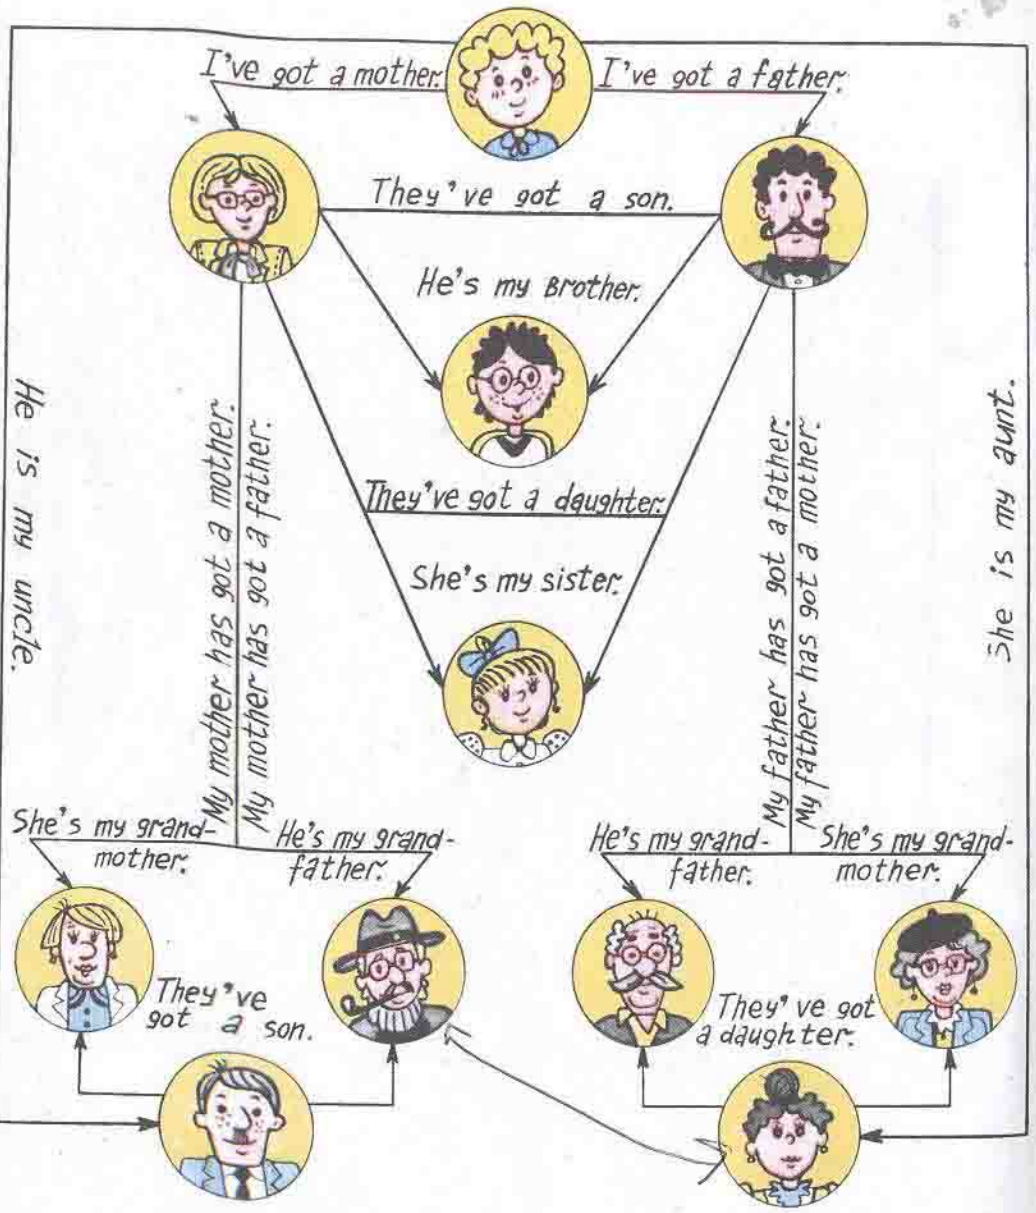 I've got a mother.
I've got a father.
They've got a son.
He's my Brother.
They've got a daughter.
She's my sister.
He is my uncle.
My mother has got a mother.
My mother has got a father.
My father has got a father.
My father has got a mother.
She is my aunt.
She's my grand-
mother.
He's my grand-
father.
He's my grand-
father.
She's my grand-
mother.
They've
got a son.
They've got
a daughter.